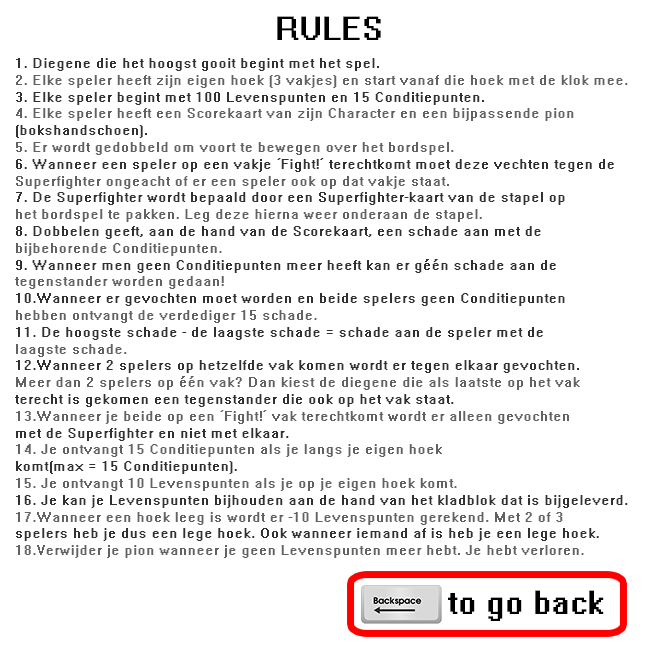 RULES
1. Diegene die het hoogst gooit begint met het spel.
2. Elke speler heeft zijn eigen hoek (3 vakjes) en start vanaf die hoek met de klok mee.
3. Elke speler begint met 100 Levenspunten en 15 Conditiepunten.
4. Elke speler heeft een Scorekaart van zijn Character en een bijpassende pion
(bokshandschoen).
5. Er wordt gedobbeld om voort te bewegen over het bordspel.
6. Wanneer een speler op een vakje ´Fight!´ terechtkomt moet deze vechten tegen de
Superfighter ongeacht of er een speler ook op dat vakje staat.
7. De Superfighter wordt bepaald door een Superfighter-kaart van de stapel op
het bordspel te pakken. Leg deze hierna weer onderaan de stapel.
8. Dobbelen geeft, aan de hand van de Scorekaart, een schade aan met de
bijbehorende Conditiepunten.
9. Wanneer men geen Conditiepunten meer heeft kan er géén schade aan de
tegenstander worden gedaan!
10.Wanneer er gevochten moet worden en beide spelers geen Conditiepunten
hebben ontvangt de verdediger 15 schade.
11. De hoogste schade - de laagste schade = schade aan de speler met de
laagste schade.
12.Wanneer 2 spelers op hetzelfde vak komen wordt er tegen elkaar gevochten.
Meer dan 2 spelers op één vak? Dan kiest de diegene die als laatste op het vak
terecht is gekomen een tegenstander die ook op het vak staat.
13.Wanneer je beide op een ´Fight!´ vak terechtkomt wordt er alleen gevochten
met de Superfighter en niet met elkaar.
14. Je ontvangt 15 Conditiepunten als je langs je eigen hoek
komt(max = 15 Conditiepunten).
15. Je ontvangt 10 Levenspunten als je op je eigen hoek komt.
16. Je kan je Levenspunten bijhouden aan de hand van het kladblok dat is bijgeleverd.
17.Wanneer een hoek leeg is wordt er -10 Levenspunten gerekend. Met 2 of 3
spelers heb je dus een lege hoek. Ook wanneer iemand af is heb je een lege hoek.
18.Verwijder je pion wanneer je geen Levenspunten meer hebt. Je hebt verloren.
Backspace to go back